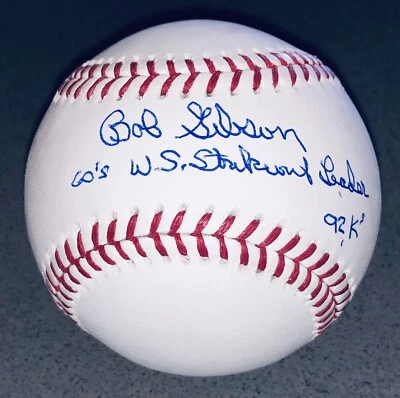 Bob Gibson
60's W.S. Strikeout Leader
92 K's